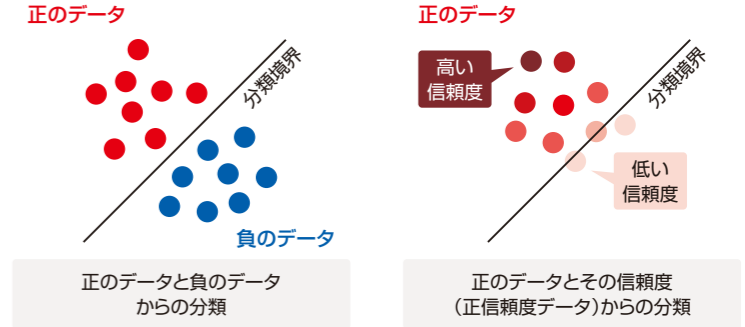 正のデータ
分類境界
負のデータ
正のデータと負のデータ
からの分類
正のデータ
高い
信頼度
分類境界
低い
信頼度
正のデータとその信頼度
（正信頼度データ）からの分類